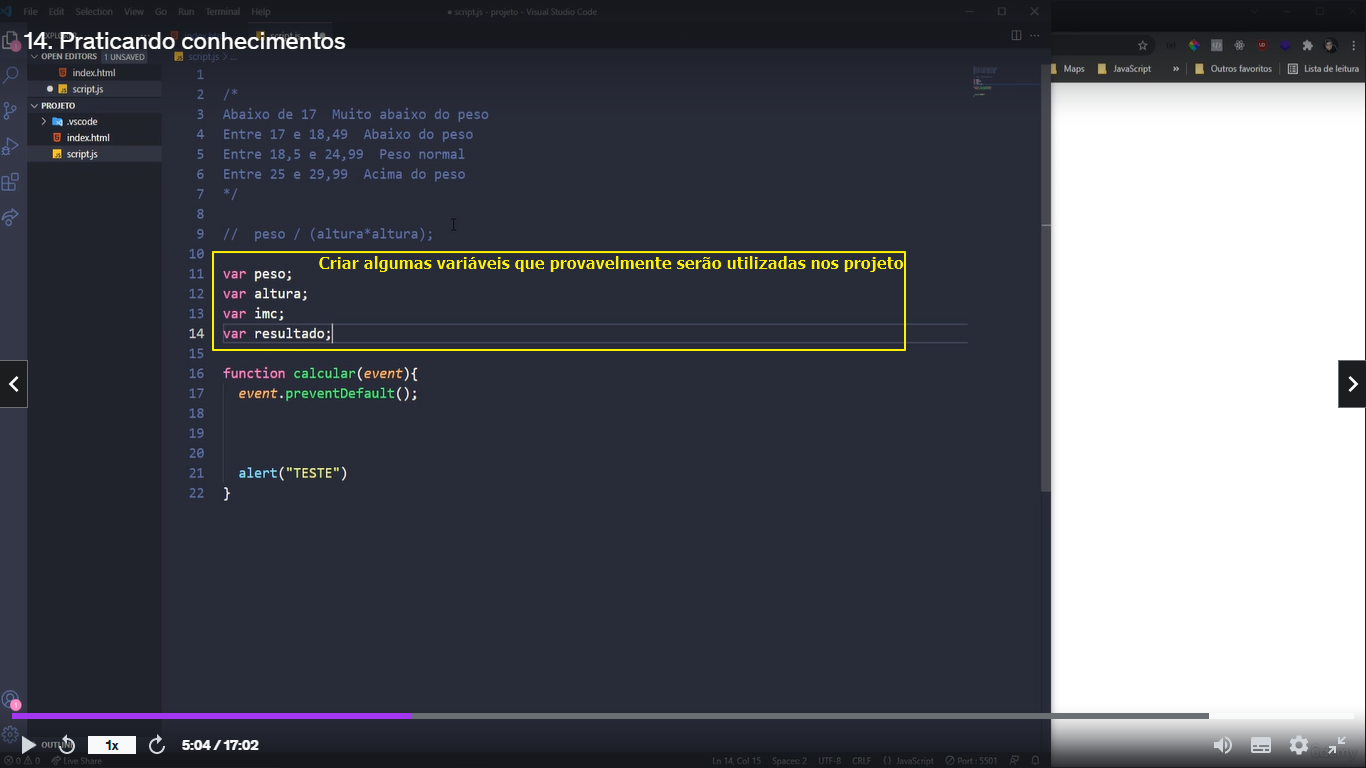 File Edit Selection View Go Run Terminal Help
● script.js - projeto - Visual Studio Code
14. Praticando conhecimentos
OPEN EDITORS 1 UNSAVED
index.html
script.js
PROJETO
.vscode
index.html
script.js
script.js > ...
1
2 /*
3 Abaixo de 17  Muito abaixo do peso
4 Entre 17 e 18,49  Abaixo do peso
5 Entre 18,5 e 24,99  Peso normal
6 Entre 25 e 29,99  Acima do peso
7 */
8
9 //  peso / (altura*altura);
10
Criar algumas variáveis que provavelmente serão utilizadas nos projeto
11 var peso;
12 var altura;
13 var imc;
14 var resultado;
15
16 function calcular(event){
17   event.preventDefault();
18
19
20
21   alert("TESTE")
22 }
Maps JavaScript » Outros favoritos Lista de leitura
OUTLINE
1x
5:04 / 17:02
0 0 Live Share
Ln 14, Col 15 Spaces: 2 UTF-8 CRLF {} JavaScript Port : 5501